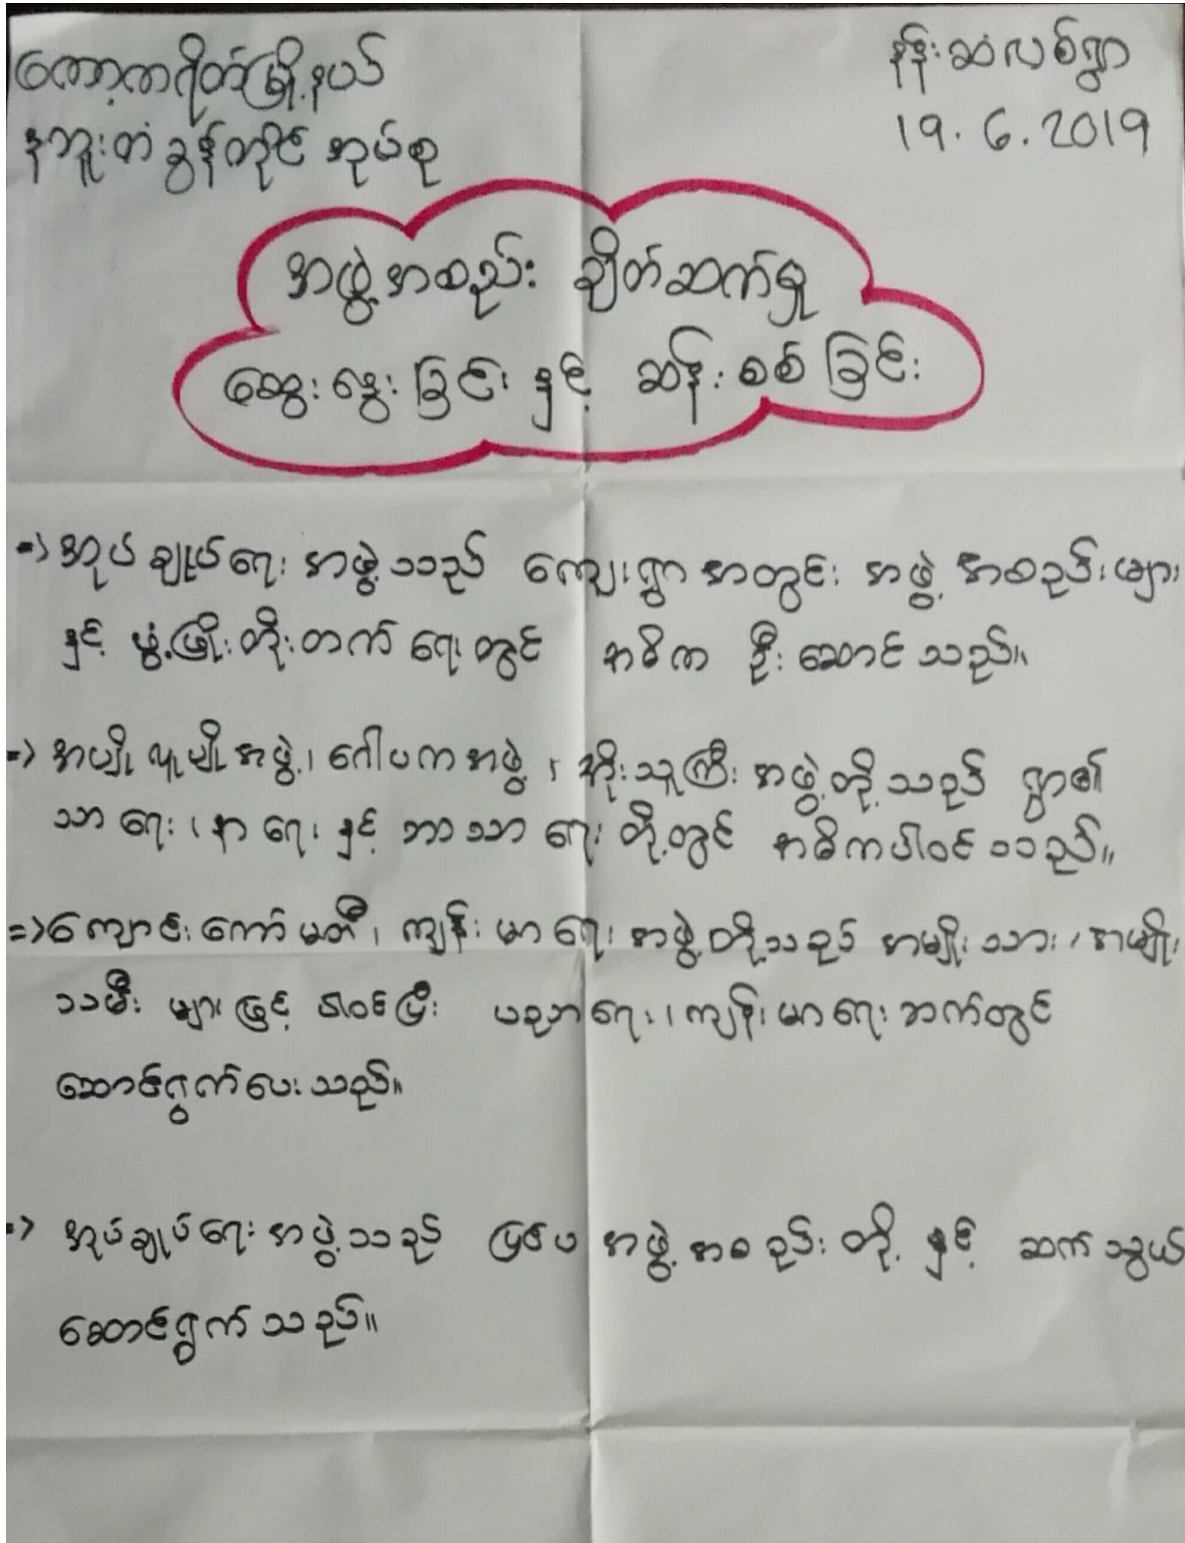 ကော့ကရိတ်မြို့နယ်
နန်းဆံလစ်ရွာ
နဘူးတံခွန်တိုင် အုပ်စု
19.6.2019
အဖွဲ့အစည်း ချိတ်ဆက်မှု
ဆွေးနွေးခြင်း နှင့် ဆန်းစစ်ခြင်း
=> အုပ်ချုပ်ရေး အဖွဲ့သည် ကျေးရွာအတွင်း အဖွဲ့အစည်းများ
နှင့် ဖွံ့ဖြိုးတိုးတက်ရေးတွင် အဓိက ဦးဆောင်သည်။
=> အမျိုးသမျိုးအဖွဲ့၊ ဂေါပကအဖွဲ့၊ အိုးသူကြီး အဖွဲ့တို့သည် ရွာ၏
သာရေး၊ နာရေး နှင့် ဘာသာရေးတို့တွင် အဓိကပါဝင်သည်။
=> ကျောင်းကော်မတီ၊ ကျန်းမာရေးအဖွဲ့တို့သည် အမျိုးသား၊ အမျိုး
သမီးများဖြင့် ပါဝင်ပြီး ပညာရေး၊ ကျန်းမာရေးဘက်တွင်
ဆောင်ရွက်ပေးသည်။
=> အုပ်ချုပ်ရေးအဖွဲ့သည် ပြင်ပ အဖွဲ့အစည်းတို့ နှင့် ဆက်သွယ်
ဆောင်ရွက်သည်။